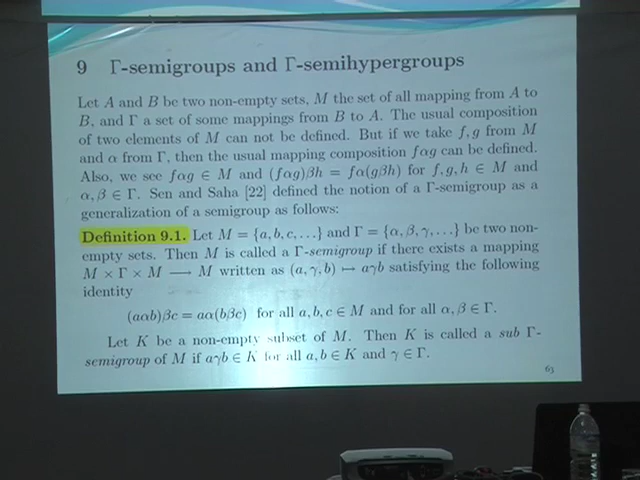 9 Γ-semigroups and Γ-semihypergroups
Let A and B be two non-empty sets, M the set of all mapping from A to
B, and Γ a set of some mappings from B to A. The usual composition
of two elements of M can not be defined. But if we take f, g from M
and α from Γ, then the usual mapping composition fαg can be defined.
Also, we see fαg ∈ M and (fαg)βh = fα(gβh) for f, g, h ∈ M and
α, β ∈ Γ. Sen and Saha [22] defined the notion of a Γ-semigroup as a
generalization of a semigroup as follows:
Definition 9.1. Let M = {a, b, c, . . .} and Γ = {α, β, γ, . . .} be two non-
empty sets. Then M is called a Γ-semigroup if there exists a mapping
M × Γ × M ⟶ M written as (a, γ, b) ↦ aγb satisfying the following
identity
(aαb)βc = aα(bβc) for all a, b, c ∈ M and for all α, β ∈ Γ.
Let K be a non-empty subset of M. Then K is called a sub Γ-
semigroup of M if aγb ∈ K for all a, b ∈ K and γ ∈ Γ.
63